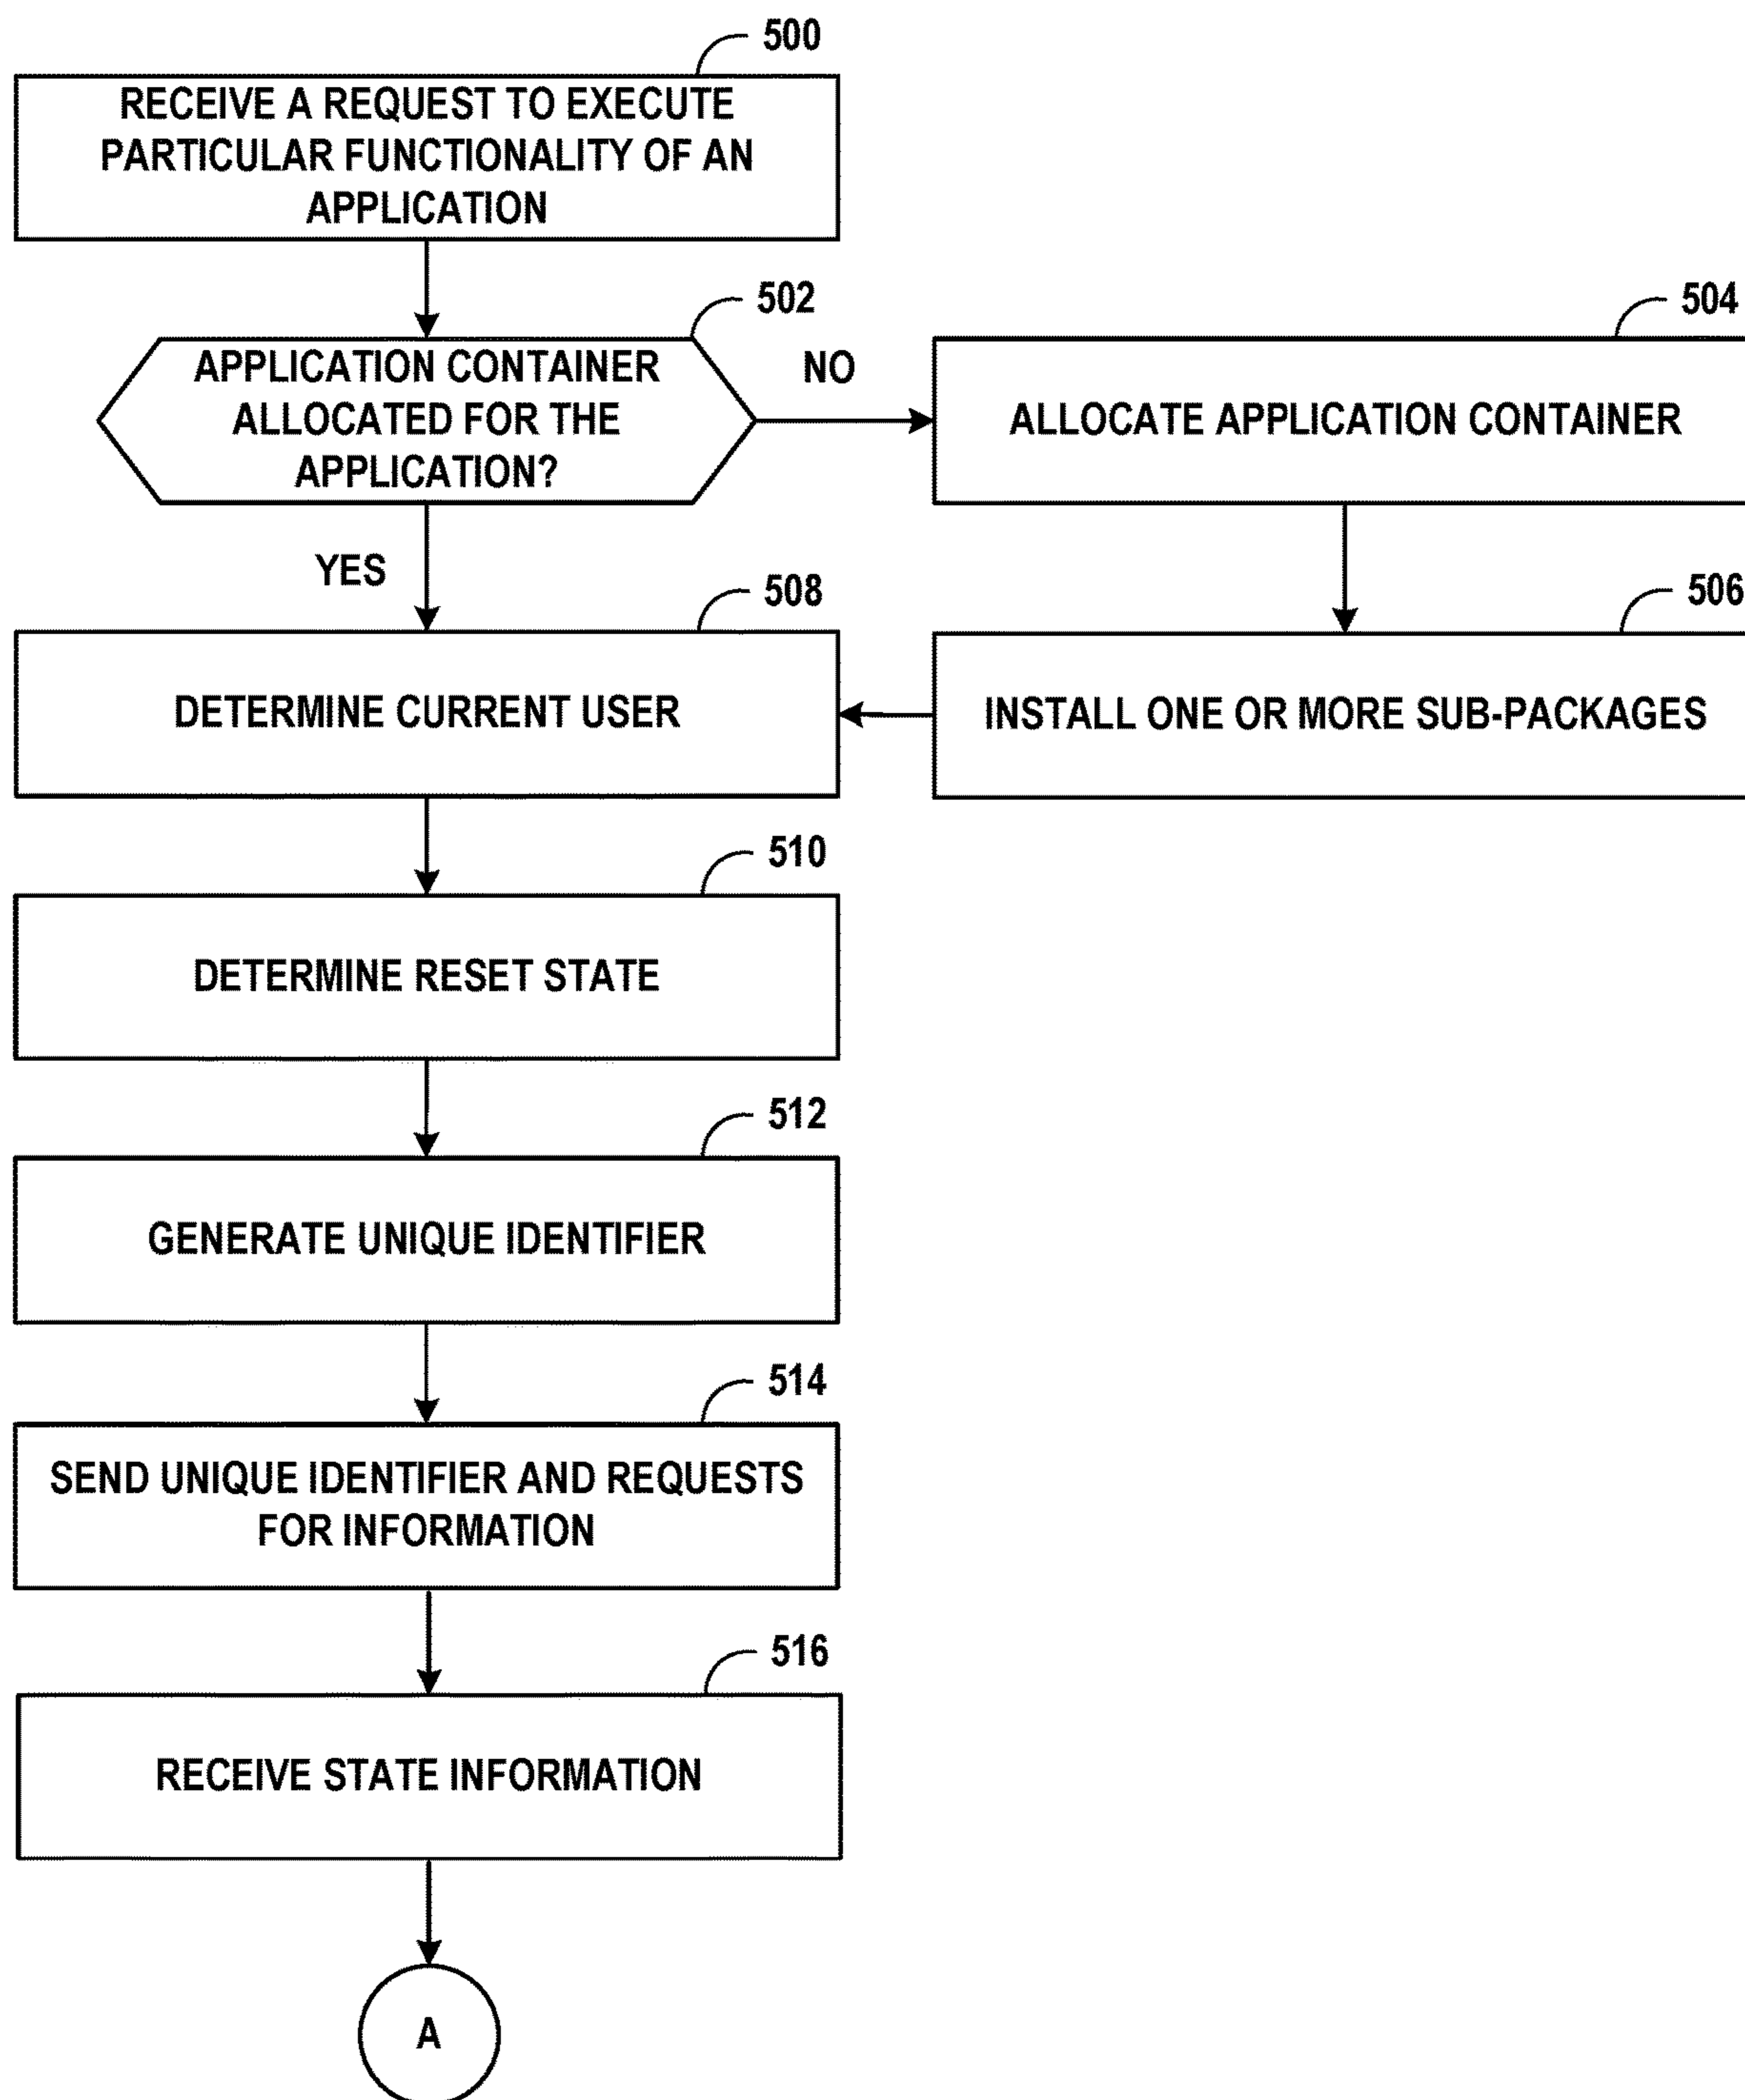 500
RECEIVE A REQUEST TO EXECUTE
PARTICULAR FUNCTIONALITY OF AN
APPLICATION
502
APPLICATION CONTAINER
ALLOCATED FOR THE
APPLICATION?
NO
504
ALLOCATE APPLICATION CONTAINER
YES
506
INSTALL ONE OR MORE SUB-PACKAGES
508
DETERMINE CURRENT USER
510
DETERMINE RESET STATE
512
GENERATE UNIQUE IDENTIFIER
514
SEND UNIQUE IDENTIFIER AND REQUESTS
FOR INFORMATION
516
RECEIVE STATE INFORMATION
A